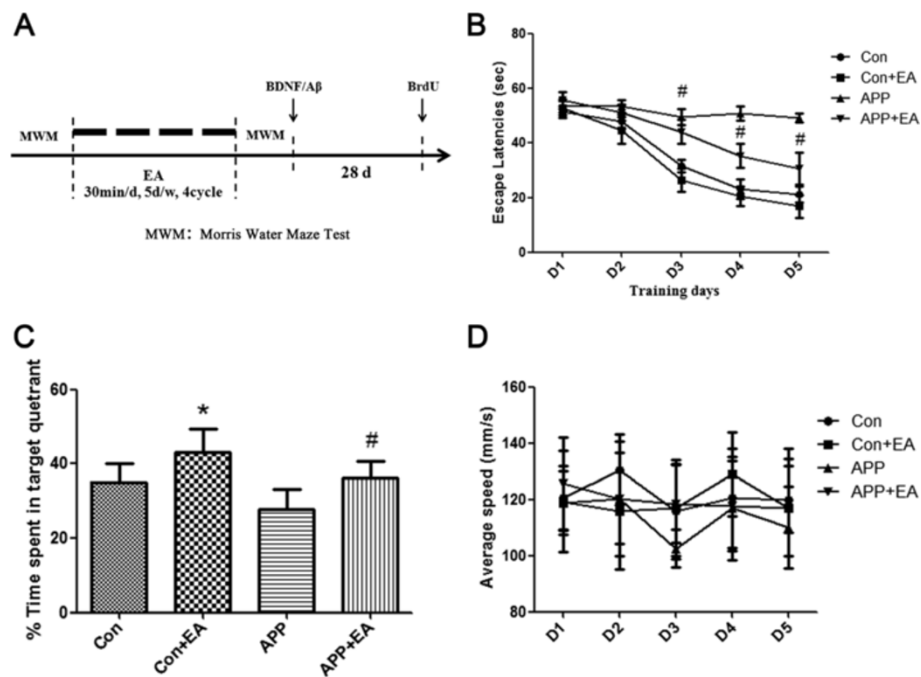 A
BDNF/Aβ
BrdU
MWM
MWM
28 d
EA
30min/d, 5d/w, 4cycle
MWM: Morris Water Maze Test
B
Escape Latencies (sec)
80
60
40
20
0
#
#
#
D1
D2
D3
D4
D5
Training days
Con
Con+EA
APP
APP+EA
C
% Time spent in target quetrant
60
40
20
0
*
#
Con
Con+EA
APP
APP+EA
D
Average speed (mm/s)
160
140
120
100
80
D1
D2
D3
D4
D5
Con
Con+EA
APP
APP+EA